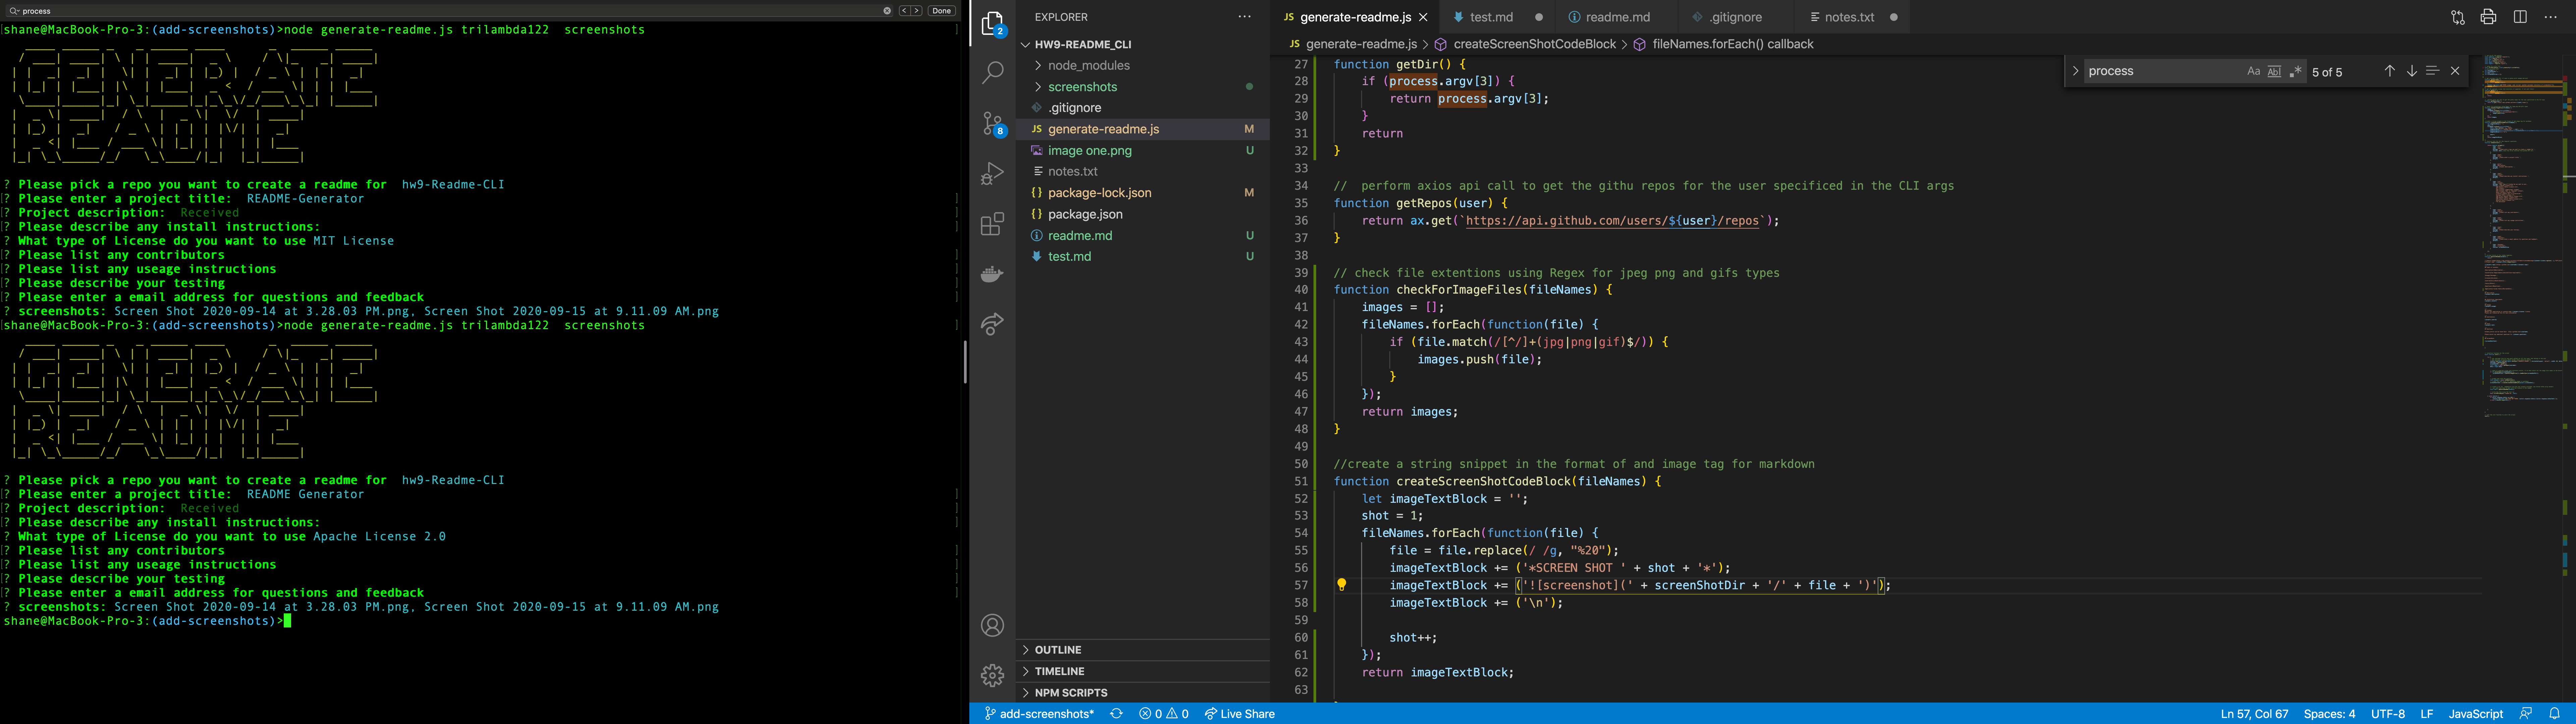 process
Done
shane@MacBook-Pro-3:(add-screenshots)>node generate-readme.js trilambda122  screenshots
GENERATE
README
? Please pick a repo you want to create a readme for  hw9-Readme-CLI
? Please enter a project title:  README-Generator
? Project description:  Received
? Please describe any install instructions:
? What type of License do you want to use MIT License
? Please list any contributors
? Please list any useage instructions
? Please describe your testing
? Please enter a email address for questions and feedback
? screenshots: Screen Shot 2020-09-14 at 3.28.03 PM.png, Screen Shot 2020-09-15 at 9.11.09 AM.png
shane@MacBook-Pro-3:(add-screenshots)>node generate-readme.js trilambda122  screenshots
GENERATE
README
? Please pick a repo you want to create a readme for  hw9-Readme-CLI
? Please enter a project title:  README Generator
? Project description:  Received
? Please describe any install instructions:
? What type of License do you want to use Apache License 2.0
? Please list any contributors
? Please list any useage instructions
? Please describe your testing
? Please enter a email address for questions and feedback
? screenshots: Screen Shot 2020-09-14 at 3.28.03 PM.png, Screen Shot 2020-09-15 at 9.11.09 AM.png
shane@MacBook-Pro-3:(add-screenshots)>
2
8
EXPLORER
HW9-README_CLI
node_modules
screenshots
.gitignore
JS generate-readme.js M
image one.png U
notes.txt
{} package-lock.json M
{} package.json
readme.md U
test.md U
OUTLINE
TIMELINE
NPM SCRIPTS
JS generate-readme.js
test.md
readme.md
.gitignore
notes.txt
JS generate-readme.js > createScreenShotCodeBlock > fileNames.forEach() callback
process Aa Abl .* 5 of 5
27 function getDir() {
28     if (process.argv[3]) {
29         return process.argv[3];
30     }
31     return
32 }
33
34 //  perform axios api call to get the githu repos for the user specificed in the CLI args
35 function getRepos(user) {
36     return ax.get(`https://api.github.com/users/${user}/repos`);
37 }
38
39 // check file extentions using Regex for jpeg png and gifs types
40 function checkForImageFiles(fileNames) {
41     images = [];
42     fileNames.forEach(function(file) {
43         if (file.match(/[^/]+(jpg|png|gif)$/)) {
44             images.push(file);
45         }
46     });
47     return images;
48 }
49
50 //create a string snippet in the format of and image tag for markdown
51 function createScreenShotCodeBlock(fileNames) {
52     let imageTextBlock = '';
53     shot = 1;
54     fileNames.forEach(function(file) {
55         file = file.replace(/ /g, "%20");
56         imageTextBlock += ('*SCREEN SHOT ' + shot + '*');
57         imageTextBlock += ('![screenshot](' + screenShotDir + '/' + file + ')');
58         imageTextBlock += ('\n');
59
60         shot++;
61     });
62     return imageTextBlock;
63
add-screenshots* 0 0 Live Share
Ln 57, Col 67 Spaces: 4 UTF-8 LF JavaScript